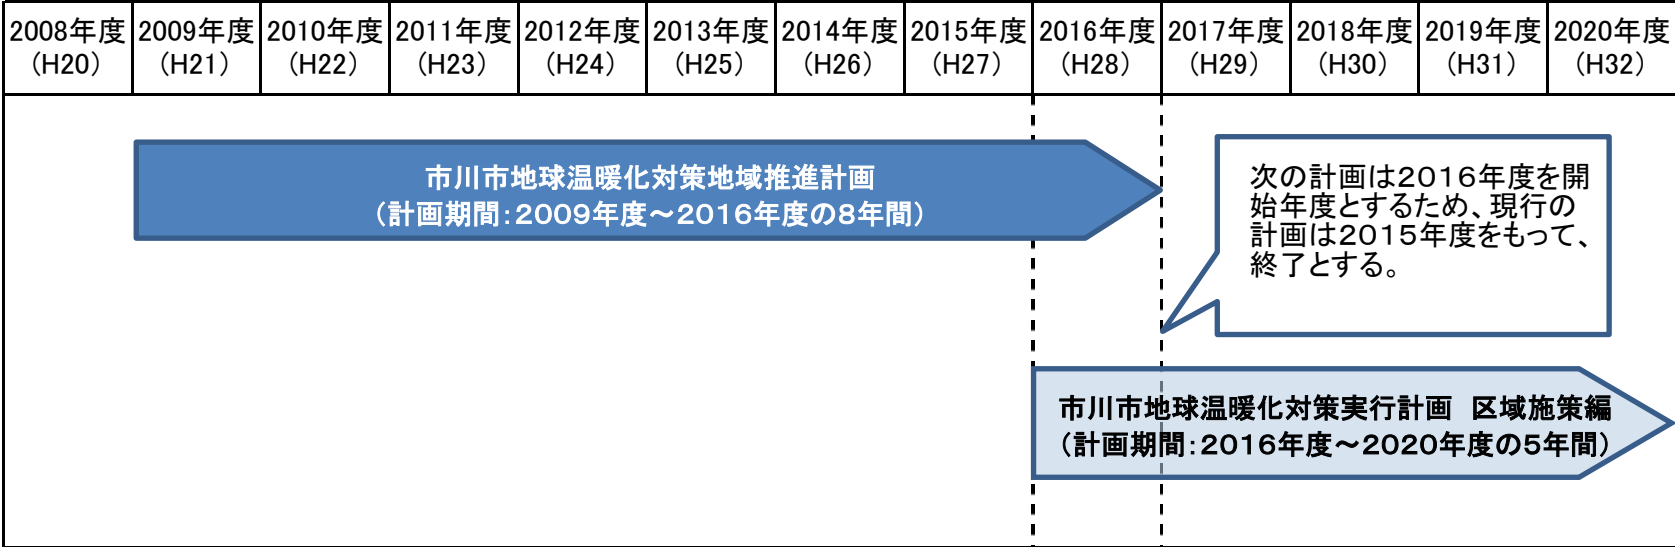 2008年度 2009年度 2010年度 2011年度 2012年度 2013年度 2014年度 2015年度 2016年度 2017年度 2018年度 2019年度 2020年度
（H20） （H21） （H22） （H23） （H24） （H25） （H26） （H27） （H28） （H29） （H30） （H31） （H32）
市川市地球温暖化対策地域推進計画
（計画期間：２００９年度～２０１６年度の８年間）
次の計画は２０１６年度を開
始年度とするため、現行の
計画は２０１５年度をもって、
終了とする。
市川市地球温暖化対策実行計画　区域施策編
（計画期間：２０１６年度～２０２０年度の５年間）